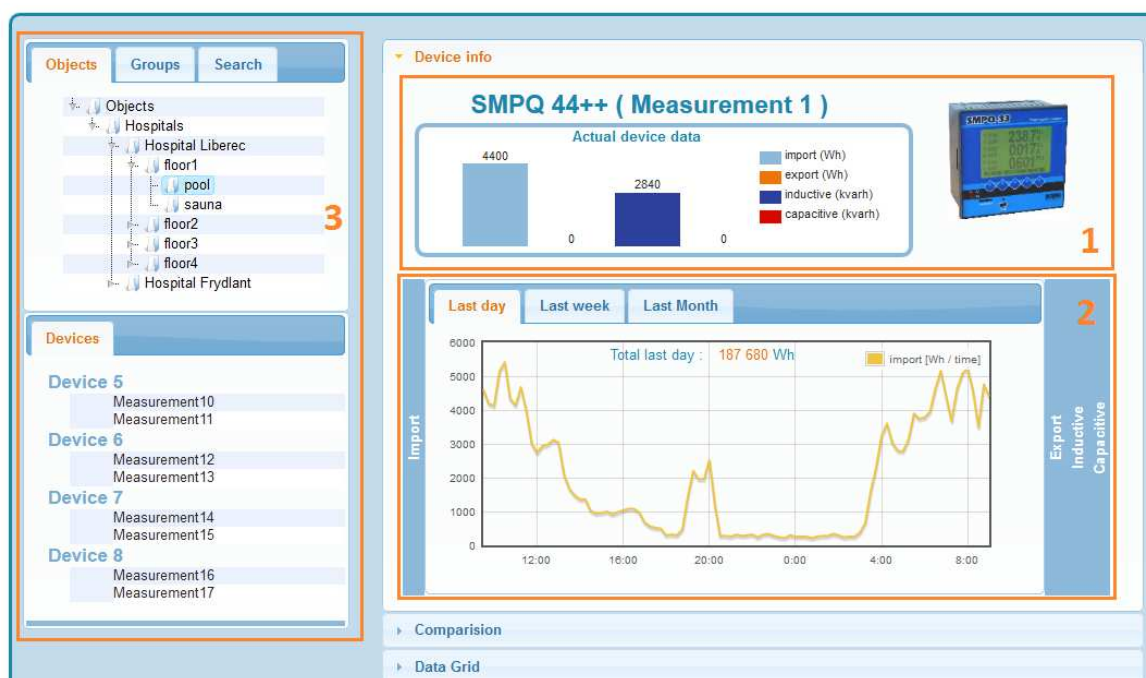 Objects Groups Search
Objects
Hospitals
Hospital Liberec
floor1
pool
sauna
floor2
floor3
floor4
Hospital Frydlant
3
Devices
Device 5
Measurement10
Measurement11
Device 6
Measurement12
Measurement13
Device 7
Measurement14
Measurement15
Device 8
Measurement16
Measurement17
Device info
SMPQ 44++ ( Measurement 1 )
Actual device data
4400
0
2840
0
import (Wh)
export (Wh)
inductive (kvarh)
capacitive (kvarh)
1
Import
Last day Last week Last Month
2
Total last day : 187 680 Wh
import [Wh / time]
6000
5000
4000
3000
2000
1000
0
12:00 16:00 20:00 0:00 4:00 8:00
Export
Inductive
Capacitive
Comparision
Data Grid